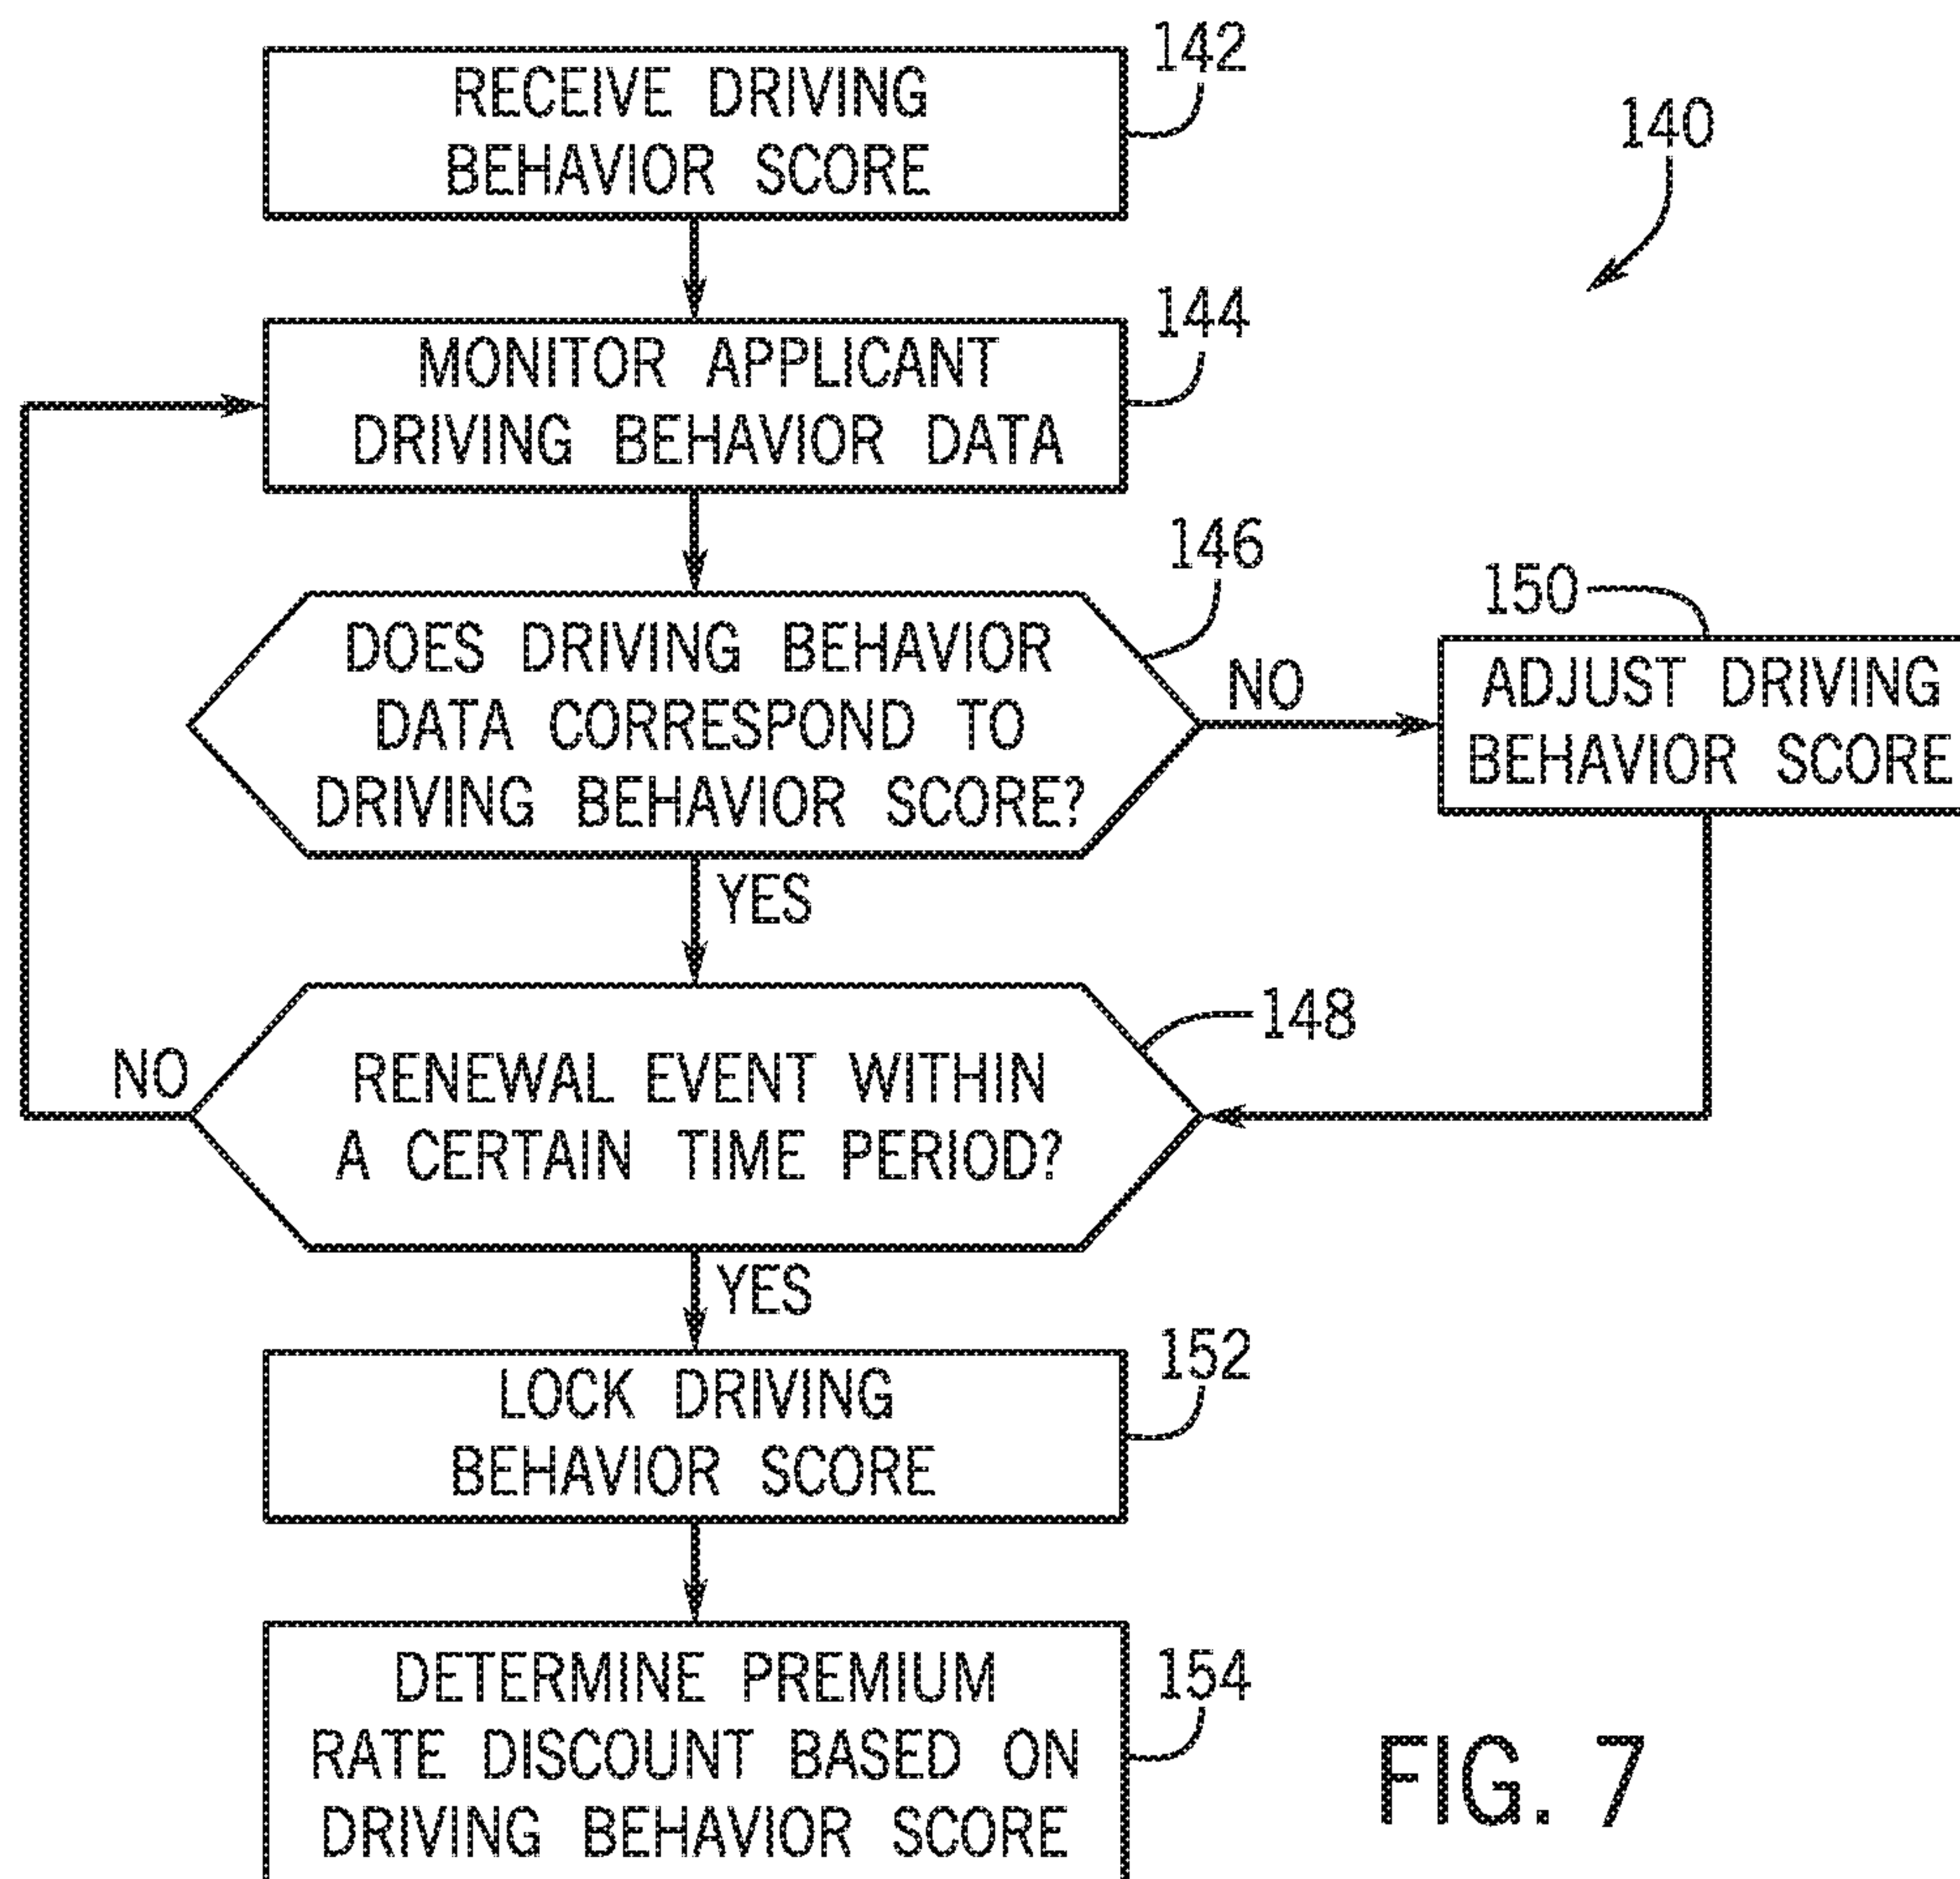 RECEIVE DRIVING
BEHAVIOR SCORE
142
140
MONITOR APPLICANT
DRIVING BEHAVIOR DATA
144
DOES DRIVING BEHAVIOR
DATA CORRESPOND TO
DRIVING BEHAVIOR SCORE?
146
NO
150
ADJUST DRIVING
BEHAVIOR SCORE
YES
NO
RENEWAL EVENT WITHIN
A CERTAIN TIME PERIOD?
148
YES
LOCK DRIVING
BEHAVIOR SCORE
152
DETERMINE PREMIUM
RATE DISCOUNT BASED ON
DRIVING BEHAVIOR SCORE
154
FIG. 7